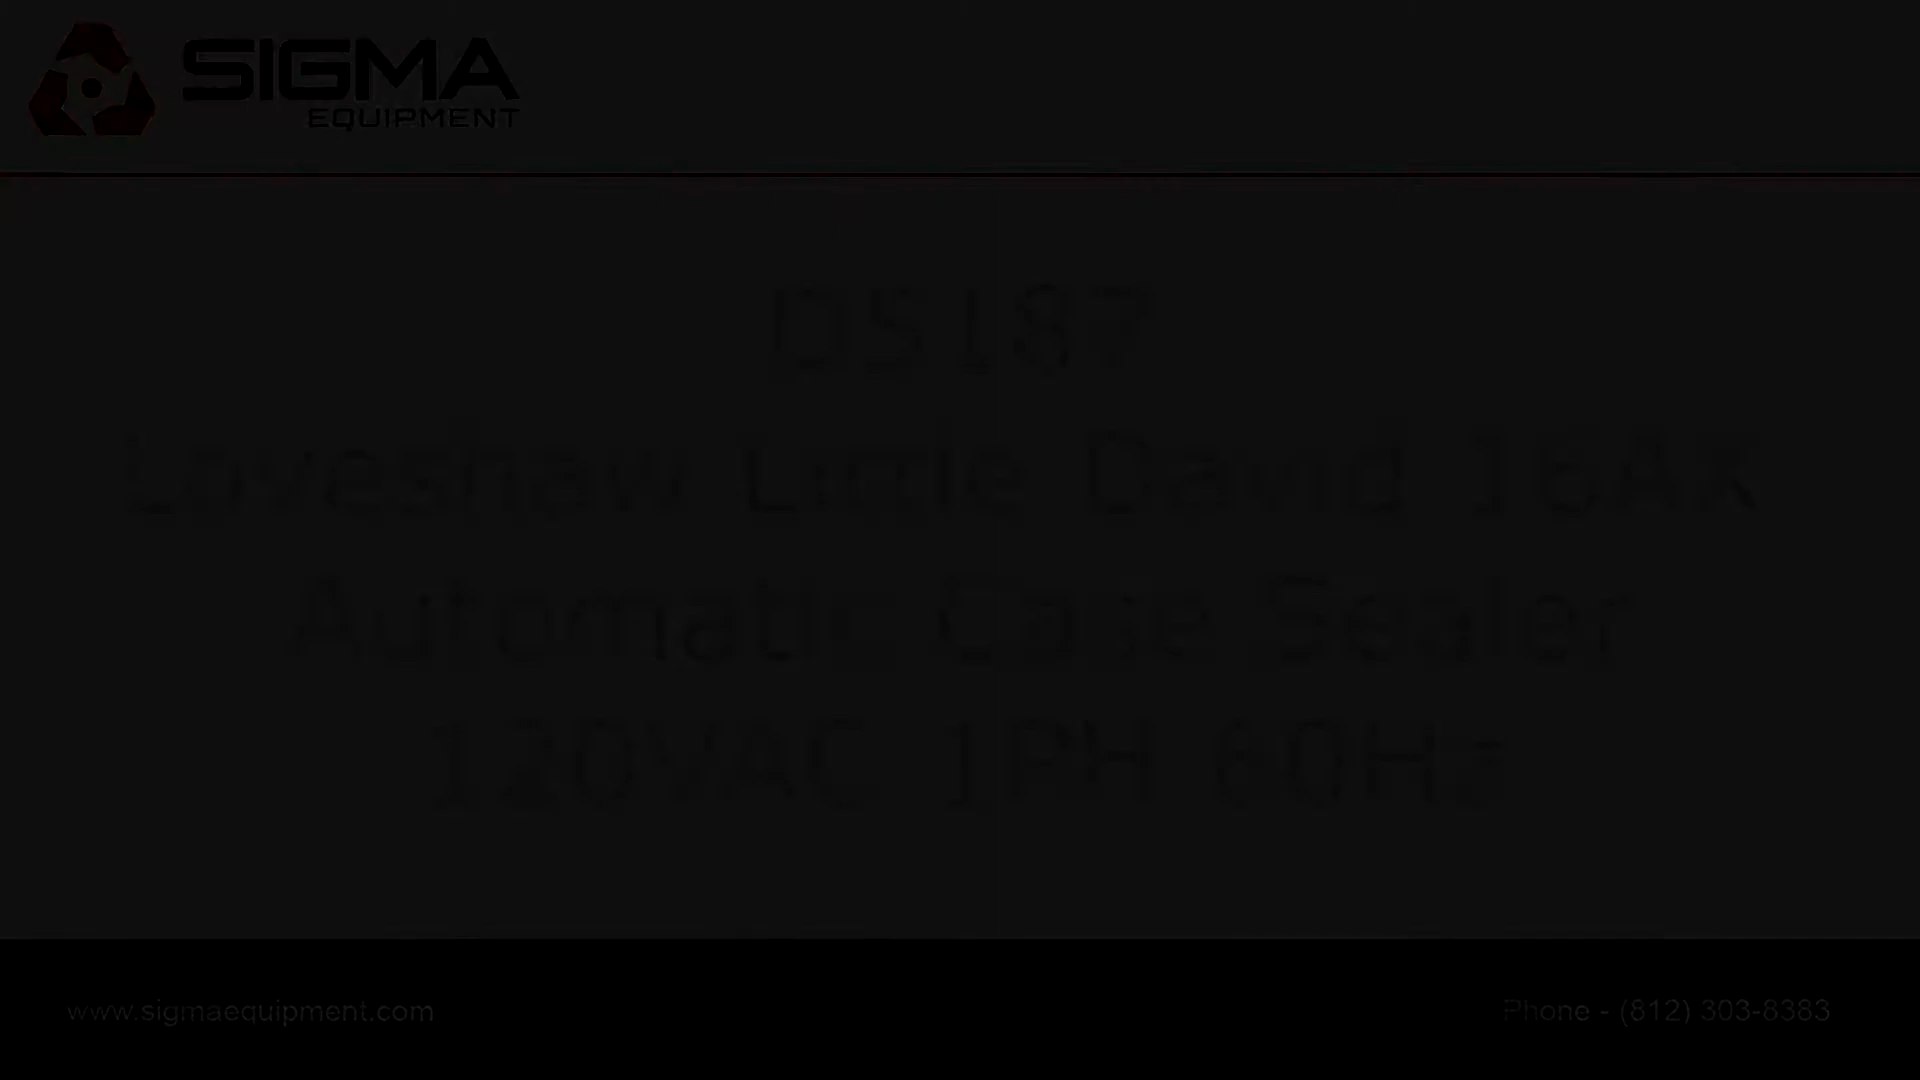 SIGMA
EQUIPMENT
DS187
Loveshaw Little David 16AX
Automatic Case Sealer
120VAC 1PH 60Hz
www.sigmaequipment.com
Phone - (812) 303-8383